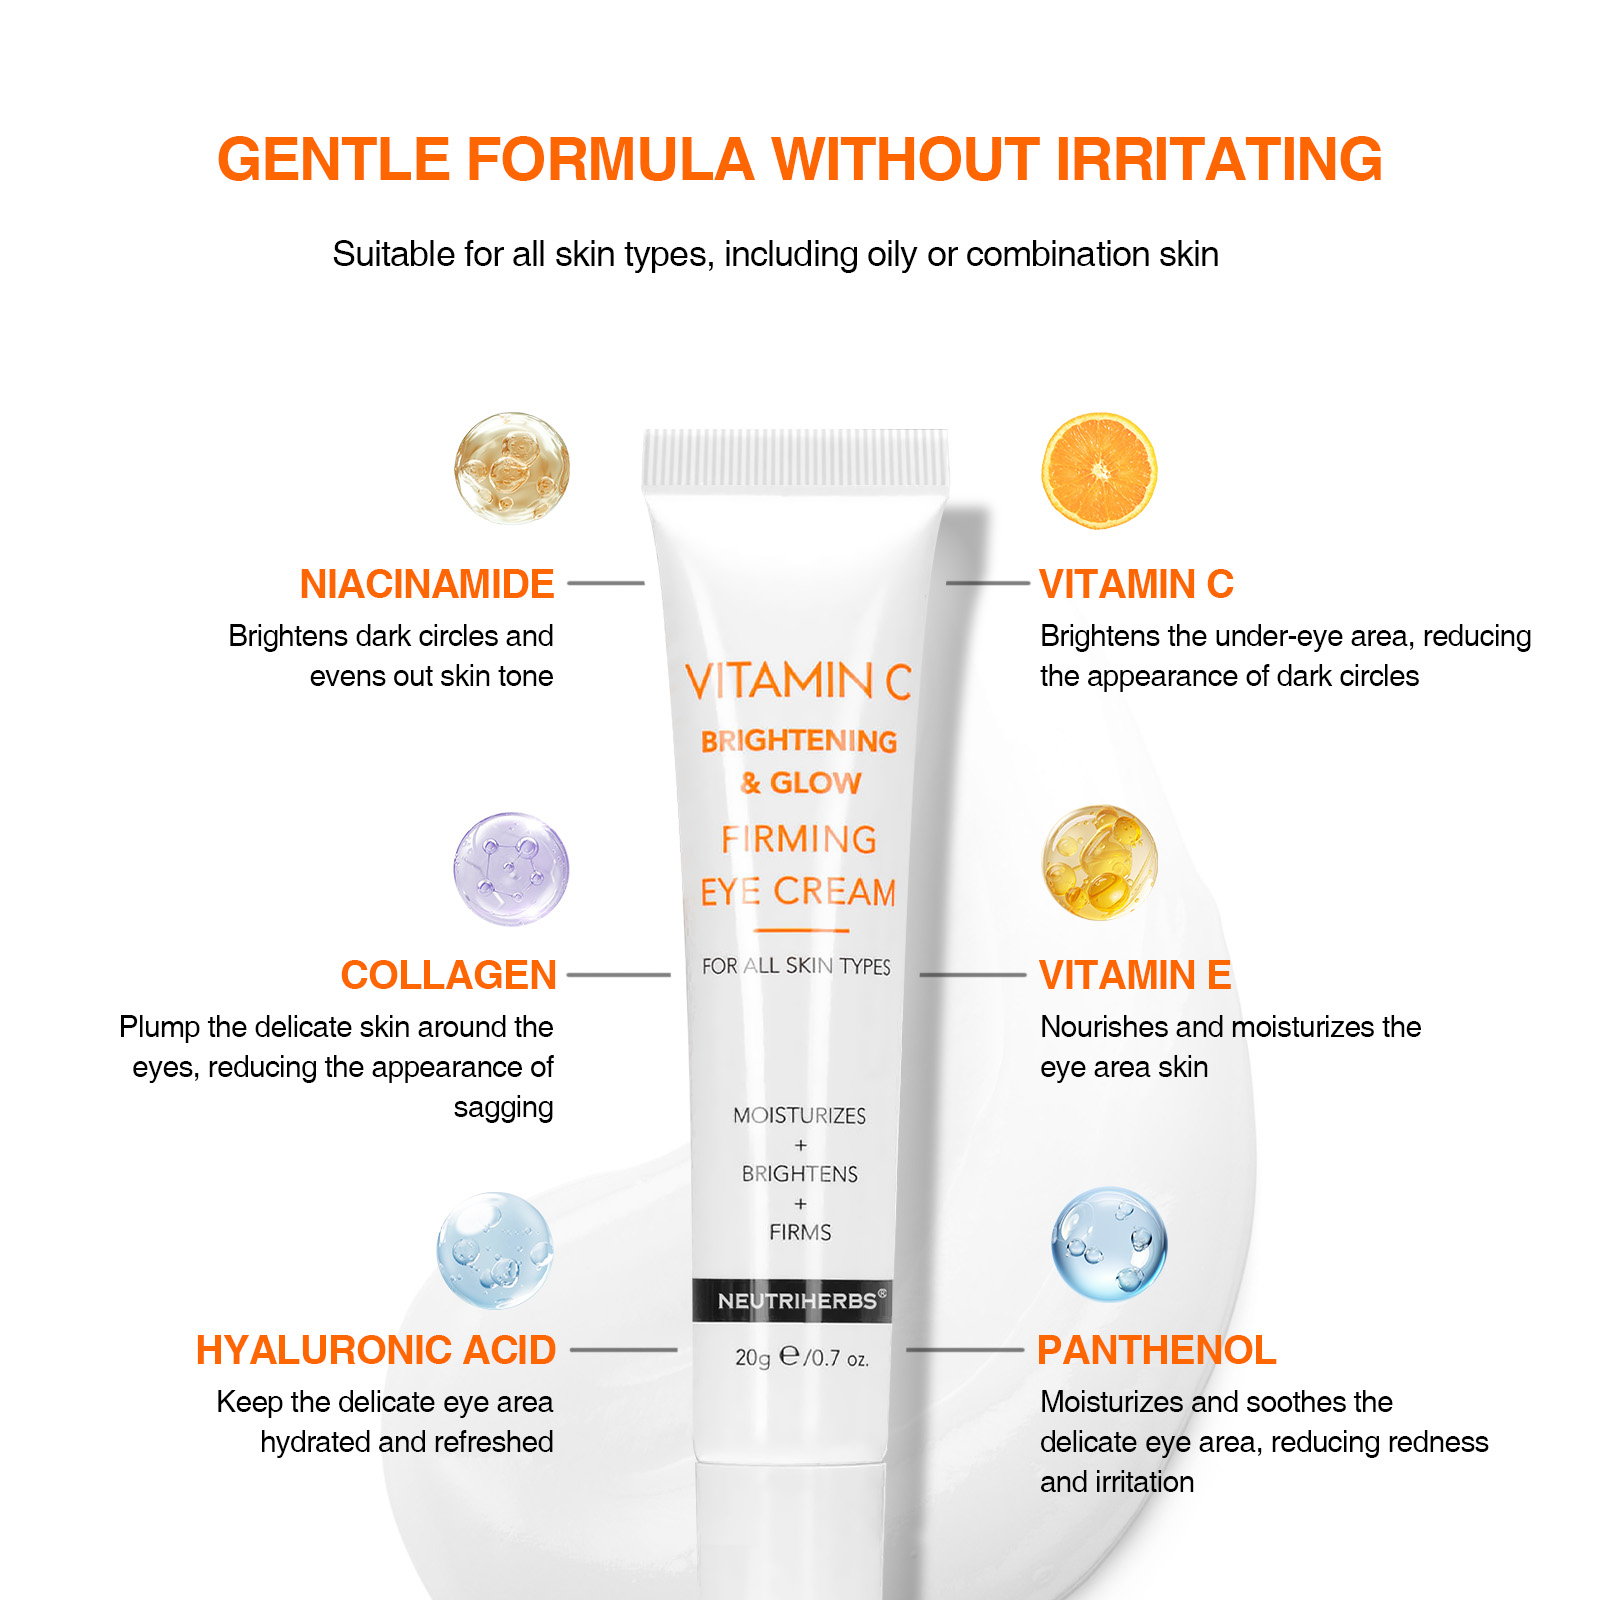 GENTLE FORMULA WITHOUT IRRITATING
Suitable for all skin types, including oily or combination skin
NIACINAMIDE
Brightens dark circles and
evens out skin tone
COLLAGEN
Plump the delicate skin around the
eyes, reducing the appearance of
sagging
HYALURONIC ACID
Keep the delicate eye area
hydrated and refreshed
VITAMIN C
BRIGHTENING
& GLOW
FIRMING
EYE CREAM
FOR ALL SKIN TYPES
MOISTURIZES
+
BRIGHTENS
+
FIRMS
NEUTRIHERBS®
20g ℮/0.7 oz.
VITAMIN C
Brightens the under-eye area, reducing
the appearance of dark circles
VITAMIN E
Nourishes and moisturizes the
eye area skin
PANTHENOL
Moisturizes and soothes the
delicate eye area, reducing redness
and irritation